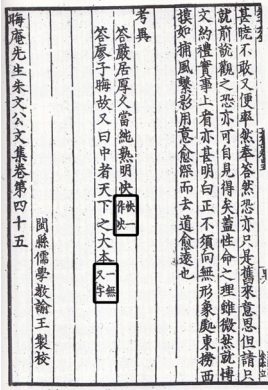 甚暗不敢又便率然奉答然恐亦只是舊來意思但請只
就前說觀之恐亦可自見得矣蓋性命之理雖微然就博
文約禮實事上看亦甚明白正不須向無形象處東撈西
摸如捕風繫影用意愈深而去道愈遠也
考異
答嚴居厚久當純熟明快快一作決
答廖子晦故又曰中者天下之大本一無又字
閩縣儒學教諭王製校
晦庵先生朱文公文集卷第四十五